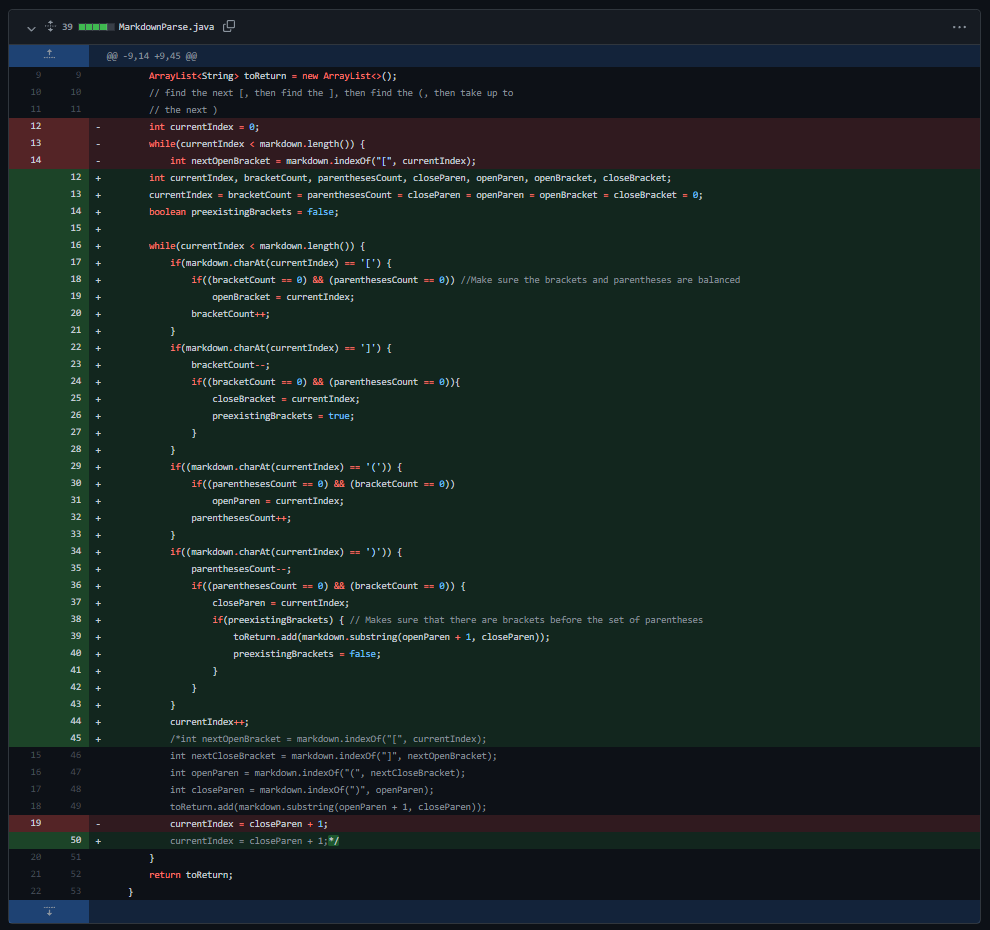 39 MarkdownParse.java ...
@@ -9,14 +9,45 @@
9 9 ArrayList<String> toReturn = new ArrayList<>();
10 10 // find the next [, then find the ], then find the (, then take up to
11 11 // the next )
12 - int currentIndex = 0;
13 - while(currentIndex < markdown.length()) {
14 - int nextOpenBracket = markdown.indexOf("[", currentIndex);
12 + int currentIndex, bracketCount, parenthesesCount, closeParen, openParen, openBracket, closeBracket;
13 + currentIndex = bracketCount = parenthesesCount = closeParen = openParen = openBracket = closeBracket = 0;
14 + boolean preexistingBrackets = false;
15 +
16 + while(currentIndex < markdown.length()) {
17 + if(markdown.charAt(currentIndex) == '[') {
18 + if((bracketCount == 0) && (parenthesesCount == 0)) //Make sure the brackets and parentheses are balanced
19 + openBracket = currentIndex;
20 + bracketCount++;
21 + }
22 + if(markdown.charAt(currentIndex) == ']') {
23 + bracketCount--;
24 + if((bracketCount == 0) && (parenthesesCount == 0)){
25 + closeBracket = currentIndex;
26 + preexistingBrackets = true;
27 + }
28 + }
29 + if((markdown.charAt(currentIndex) == '(')) {
30 + if((parenthesesCount == 0) && (bracketCount == 0))
31 + openParen = currentIndex;
32 + parenthesesCount++;
33 + }
34 + if((markdown.charAt(currentIndex) == ')')) {
35 + parenthesesCount--;
36 + if((parenthesesCount == 0) && (bracketCount == 0)) {
37 + closeParen = currentIndex;
38 + if(preexistingBrackets) { // Makes sure that there are brackets before the set of parentheses
39 + toReturn.add(markdown.substring(openParen + 1, closeParen));
40 + preexistingBrackets = false;
41 + }
42 + }
43 + }
44 + currentIndex++;
45 + /*int nextOpenBracket = markdown.indexOf("[", currentIndex);
15 46 int nextCloseBracket = markdown.indexOf("]", nextOpenBracket);
16 47 int openParen = markdown.indexOf("(", nextCloseBracket);
17 48 int closeParen = markdown.indexOf(")", openParen);
18 49 toReturn.add(markdown.substring(openParen + 1, closeParen));
19 - currentIndex = closeParen + 1;
50 + currentIndex = closeParen + 1;*/
20 51 }
21 52 return toReturn;
22 53 }